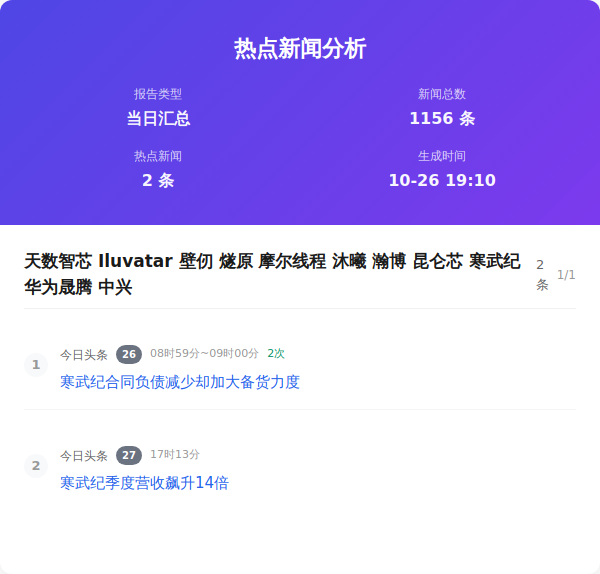 热点新闻分析
报告类型
新闻总数
当日汇总
1156 条
热点新闻
生成时间
2 条
10-26 19:10
天数智芯 Iluvatar 壁仞 燧原 摩尔线程 沐曦 瀚博 昆仑芯 寒武纪
华为晟腾 中兴
2
条
1/1
1
今日头条 26 08时59分~09时00分 2次
寒武纪合同负债减少却加大备货力度
2
今日头条 27 17时13分
寒武纪季度营收飙升14倍